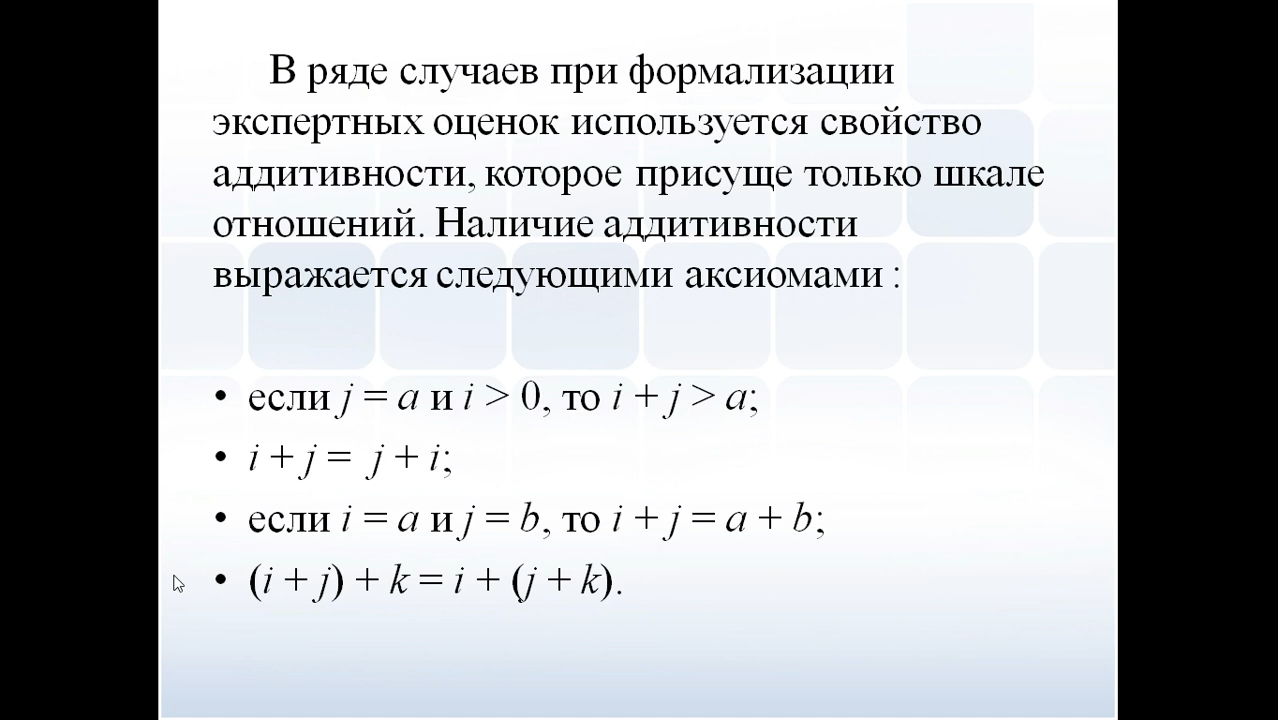 В ряде случаев при формализации
экспертных оценок используется свойство
аддитивности, которое присуще только шкале
отношений. Наличие аддитивности
выражается следующими аксиомами :
• если j = a и i > 0, то i + j > a;
• i + j = j + i;
• если i = a и j = b, то i + j = a + b;
• (i + j) + k = i + (j + k).